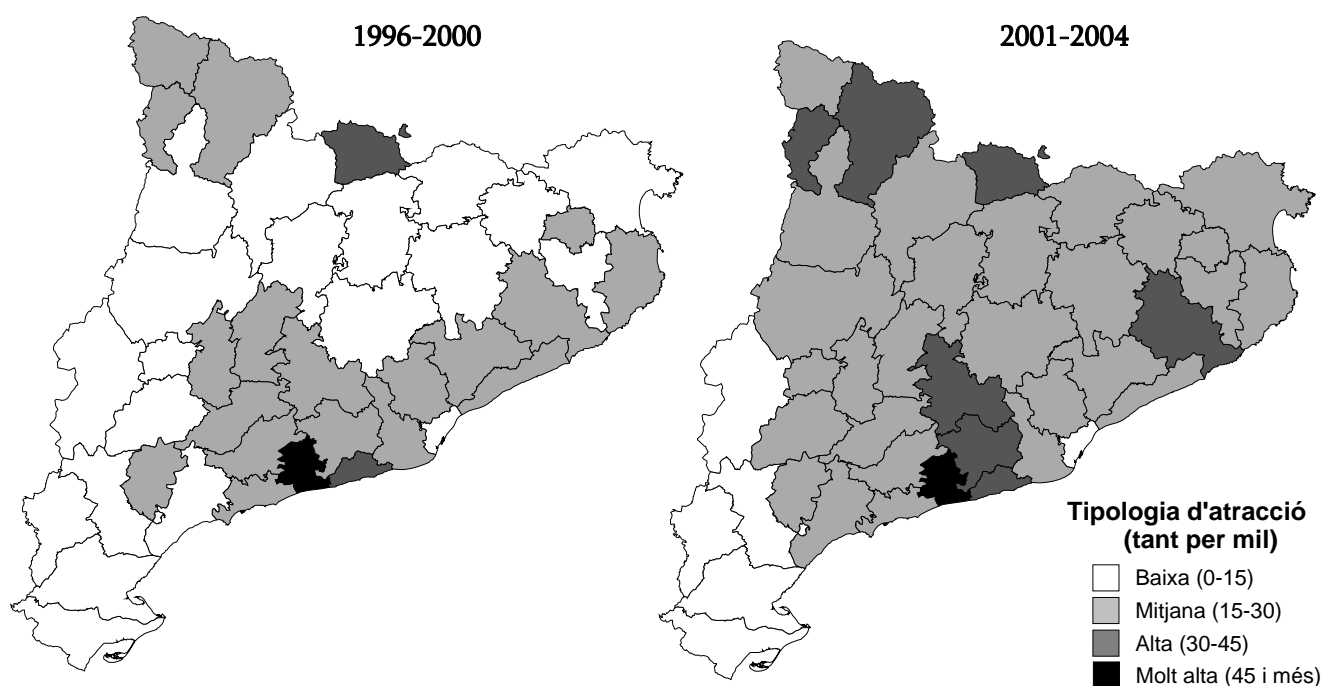 1996-2000
2001-2004
Tipologia d'atracció
(tant per mil)
Baixa (0-15)
Mitjana (15-30)
Alta (30-45)
Molt alta (45 i més)